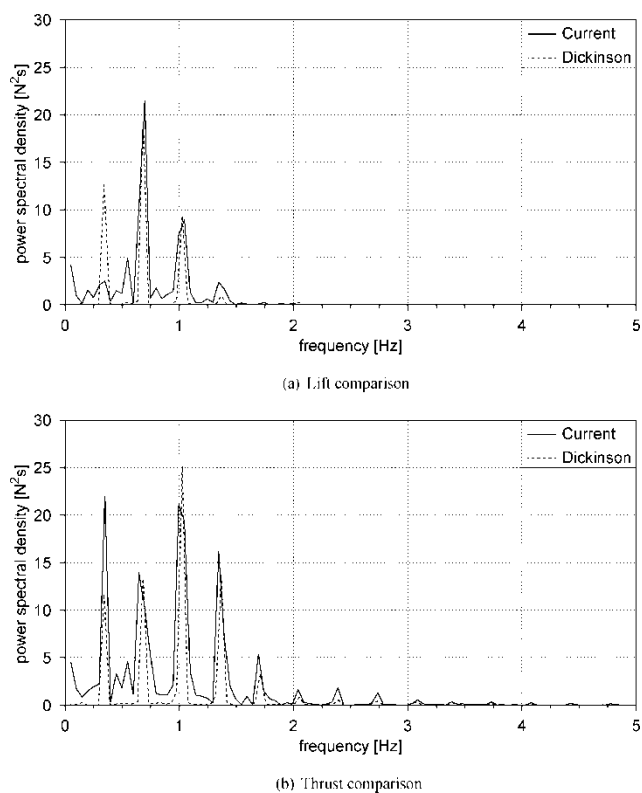 30
25
20
15
10
5
0
power spectral density [N²s]
Current
Dickinson
0 1 2 3 4 5
frequency [Hz]
(a) Lift comparison
30
25
20
15
10
5
0
power spectral density [N²s]
Current
Dickinson
0 1 2 3 4 5
frequency [Hz]
(b) Thrust comparison